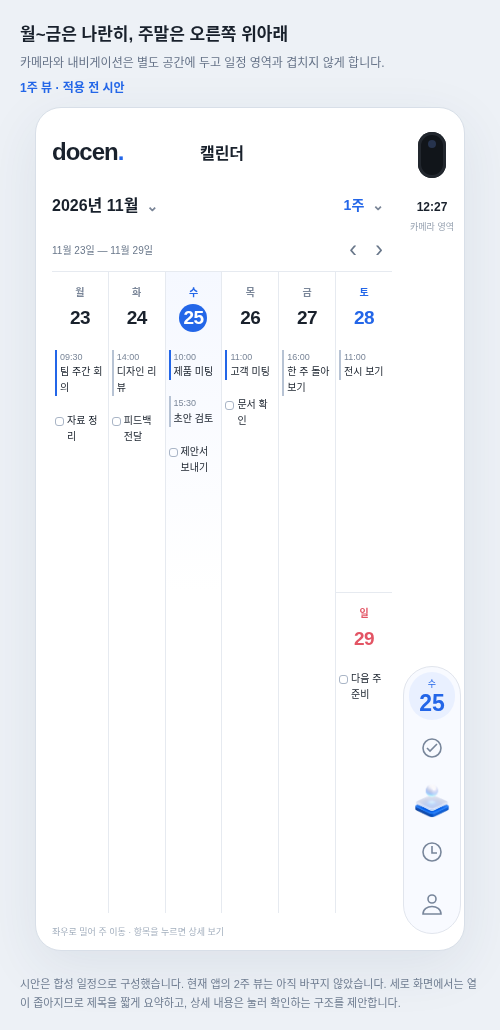 월~금은 나란히, 주말은 오른쪽 위아래
카메라와 내비게이션은 별도 공간에 두고 일정 영역과 겹치지 않게 합니다.
1주 뷰 · 적용 전 시안
docen.
캘린더
12:27
카메라 영역
2026년 11월
1주
11월 23일 — 11월 29일
월
23
09:30
팀 주간 회
의
자료 정
리
화
24
14:00
디자인 리
뷰
피드백
전달
수
25
10:00
제품 미팅
15:30
초안 검토
제안서
보내기
목
26
11:00
고객 미팅
문서 확
인
금
27
16:00
한 주 돌아
보기
토
28
11:00
전시 보기
일
29
다음 주
준비
수
25
좌우로 밀어 주 이동 · 항목을 누르면 상세 보기
시안은 합성 일정으로 구성했습니다. 현재 앱의 2주 뷰는 아직 바꾸지 않았습니다. 세로 화면에서는 열
이 좁아지므로 제목을 짧게 요약하고, 상세 내용은 눌러 확인하는 구조를 제안합니다.